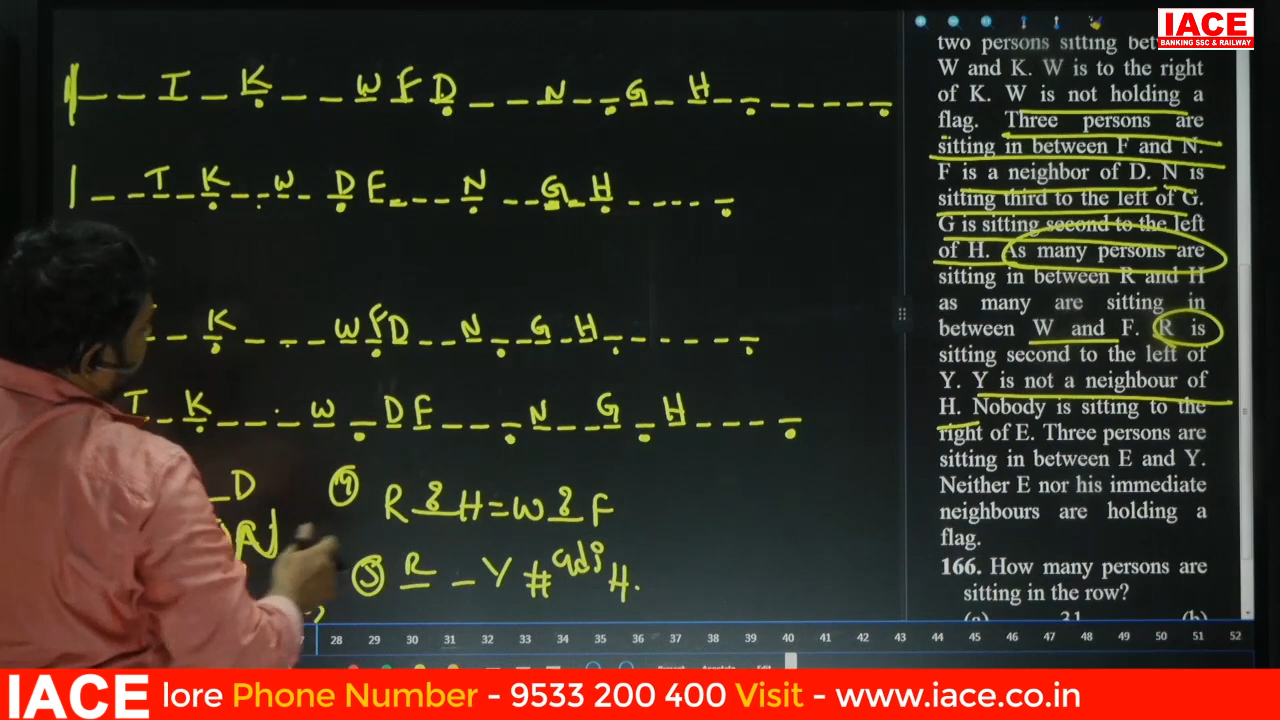 IACE
BANKING SSC & RAILWAY
two persons sitting
W and K. W is to the right
of K. W is not holding a
flag. Three persons are
sitting in between F and N.
F is a neighbor of D. N is
sitting third to the left of G.
G is sitting second to the left
of H. As many persons are
sitting in between R and H
as many are sitting in
between W and F. R is
sitting second to the left of
Y. Y is not a neighbour of
H. Nobody is sitting to the
right of E. Three persons are
sitting in between E and Y.
Neither E nor his immediate
neighbours are holding a
flag.
166. How many persons are
sitting in the row?
(a) 31 (b)
T K W F D N G H
T K W D F N G H
K W F D N G H
T K W D F N G H
D
④ R 8 H = W 8 F
⑤ R _ Y # adj H.
28 29 30 31 32 33 34 35 36 37 38 39 40 41 42 43 44 45 46 47 48 49 50 51 52
IACE lore Phone Number - 9533 200 400 Visit - www.iace.co.in